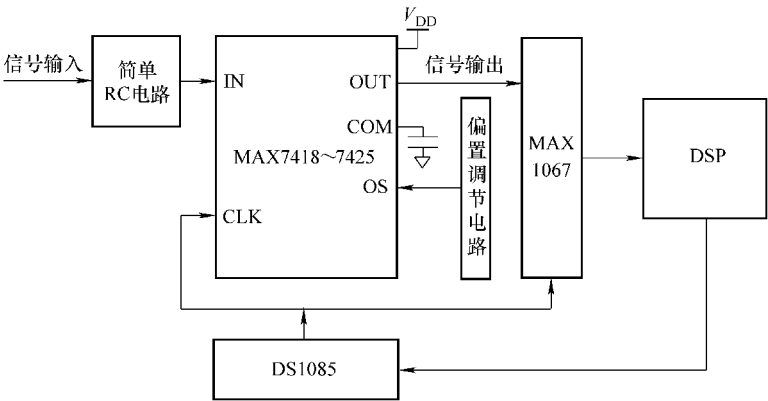 V_DD
信号输入
简单
RC电路
IN
OUT
信号输出
COM
MAX7418～7425
OS
CLK
偏置调节电路
MAX
1067
DSP
DS1085